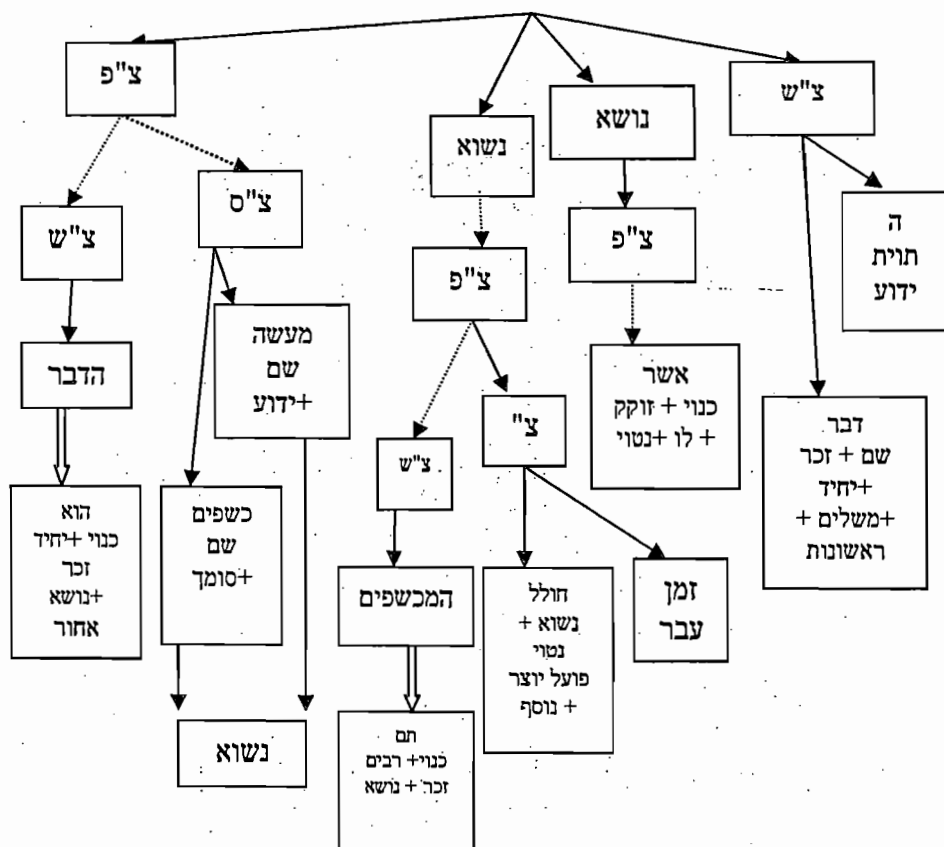 צ"פ
נשוא
נושא
צ"ש
צ"ש
צ"ס
צ"פ
צ"פ
ה
תוית
ידוע
הדבר
מעשה
שם
+ידוע
צ"ש
צ"
אשר
כנוי + זוקק
+ לו +נטוי
דבר
שם + זכר
+יחיד
+משלים +
ראשונות
הוא
כנוי +יחיד
זכר
+נושא
אחור
כשפים
שם
+סומך
המכשפים
חולל
נשוא +
נטוי
פועל יוצר
+ נוסף
זמן
עבר
נשוא
תם
כנוי+ רבים
זכר + נושא